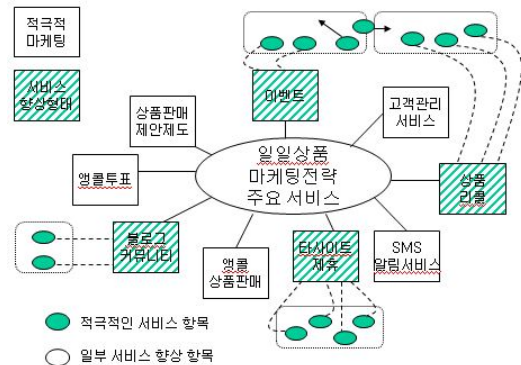 적극적
마케팅
서비스
향상형태
이벤트
상품판매
제안제도
고객관리
서비스
일일상품
마케팅전략
주요 서비스
앵콜투표
상품
리콜
블로그
커뮤니티
앵콜
상품판매
타사이트
제휴
SMS
알림서비스
적극적인 서비스 항목
일부 서비스 향상 항목